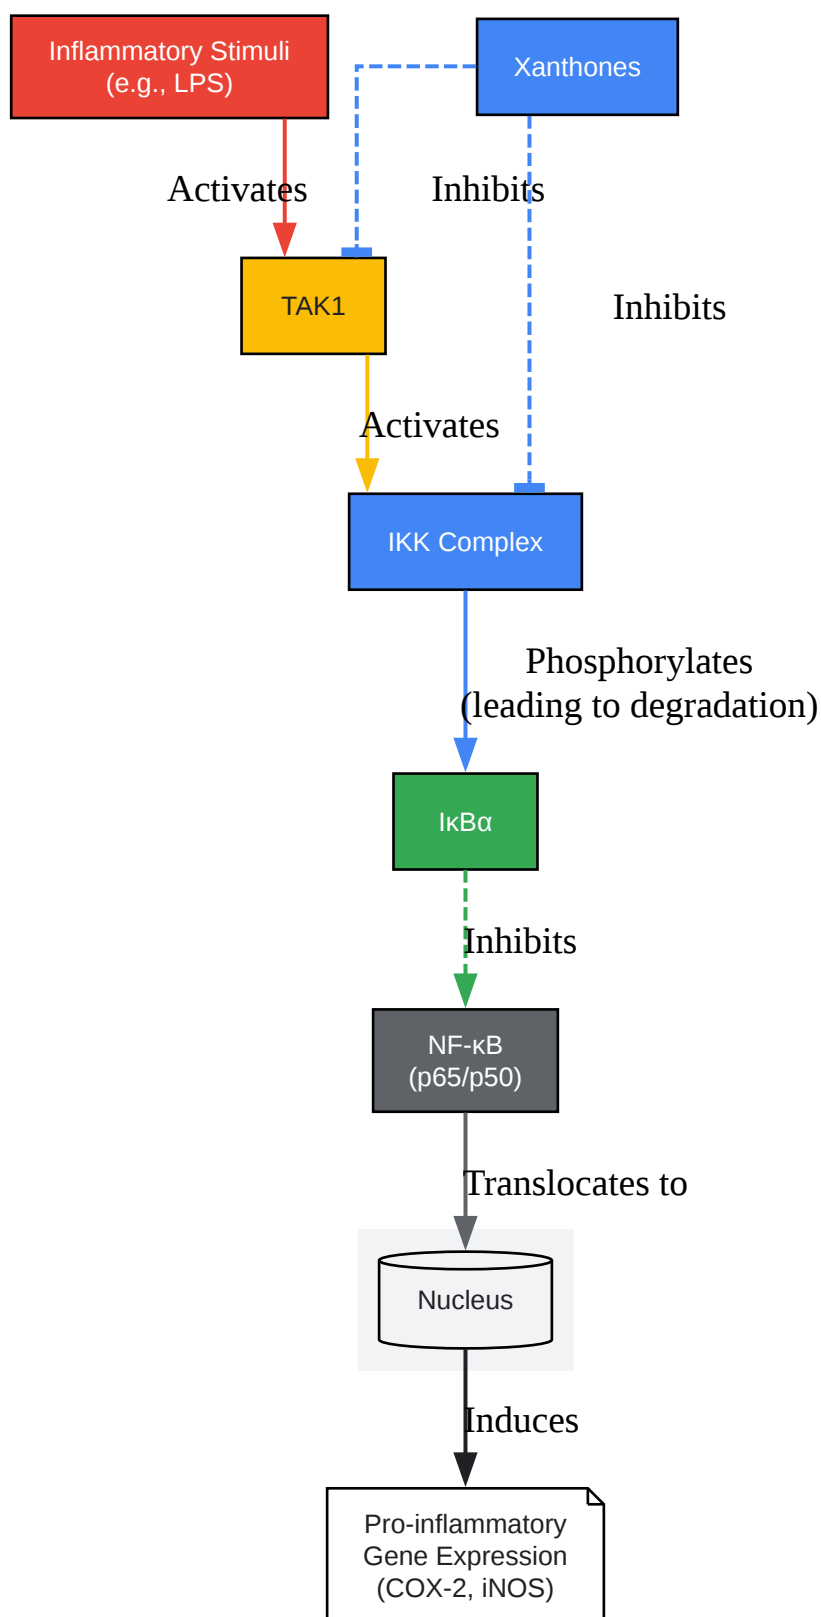 Inflammatory Stimuli
(e.g., LPS)
Xanthones
Activates
Inhibits
TAK1
Inhibits
Activates
IKK Complex
Phosphorylates
(leading to degradation)
IκBα
Inhibits
NF-κB
(p65/p50)
Translocates to
Nucleus
Induces
Pro-inflammatory
Gene Expression
(COX-2, iNOS)